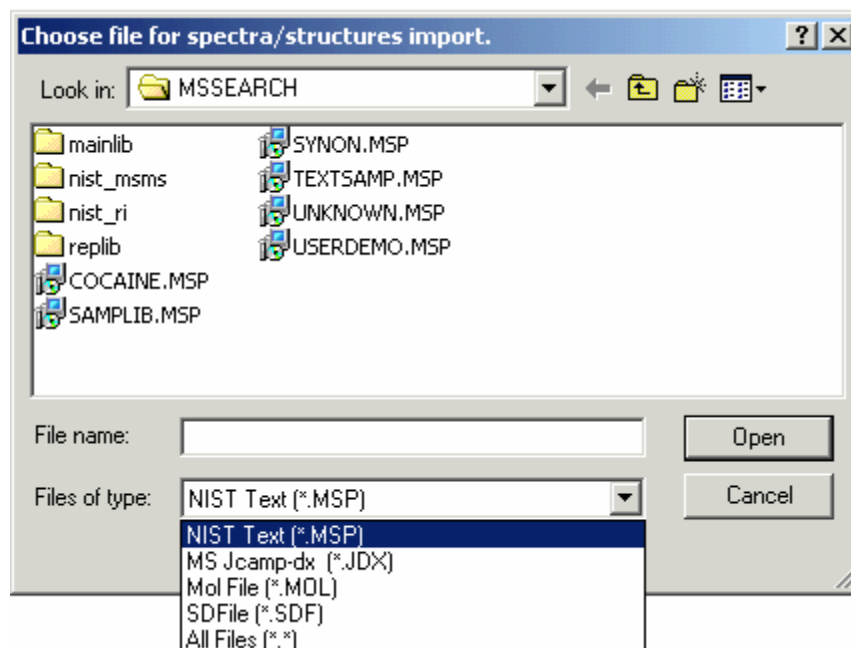 Choose file for spectra/structures import.
Look in: MSSEARCH
mainlib
nist_msms
nist_ri
replib
COCAINE.MSP
SAMPLIB.MSP
SYNON.MSP
TEXTSAMP.MSP
UNKNOWN.MSP
USERDEMO.MSP
File name:
Open
Files of type: NIST Text (*.MSP)
Cancel
NIST Text (*.MSP)
MS Jcamp-dx (*.JDX)
Mol File (*.MOL)
SDFile (*.SDF)
All Files (*.*)